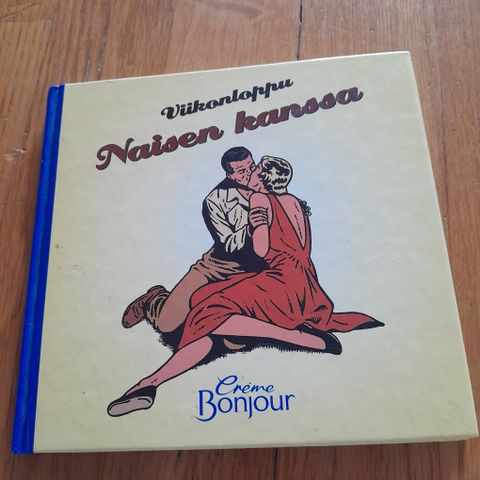 Viikonloppu
Naisen kanssa
Crème
Bonjour